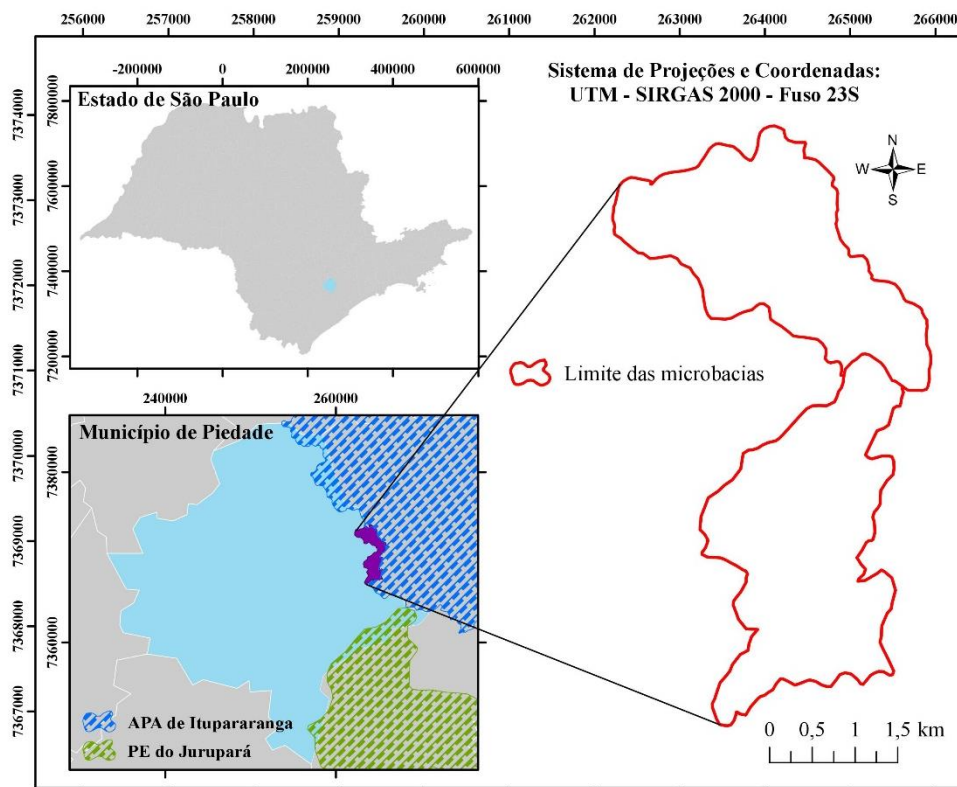 256000 257000 258000 259000 260000 261000 262000 263000 264000 265000 266000
-200000 0 200000 400000 600000
Estado de São Paulo
7800000
7600000
7400000
7200000
Sistema de Projeções e Coordenadas:
UTM - SIRGAS 2000 - Fuso 23S
N
W E
S
7374000
7373000
7372000
7371000
7370000
7369000
7368000
7367000
Limite das microbacias
240000 260000
Município de Piedade
7380000
7360000
APA de Itupararanga
PE do Jurupará
0 0,5 1 1,5 km